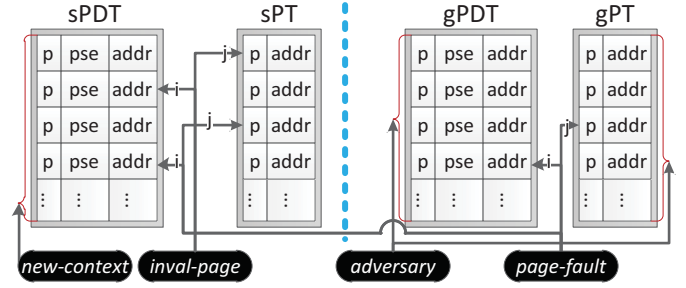 sPDT sPT gPDT gPT
p pse addr p addr p pse addr p addr
j
p pse addr p addr p pse addr p addr
i
p pse addr p addr p pse addr p addr
j j
p pse addr p addr p pse addr p addr
i i
⋮ ⋮ ⋮ ⋮ ⋮ ⋮ ⋮ ⋮ ⋮ ⋮
new-context inval-page adversary page-fault